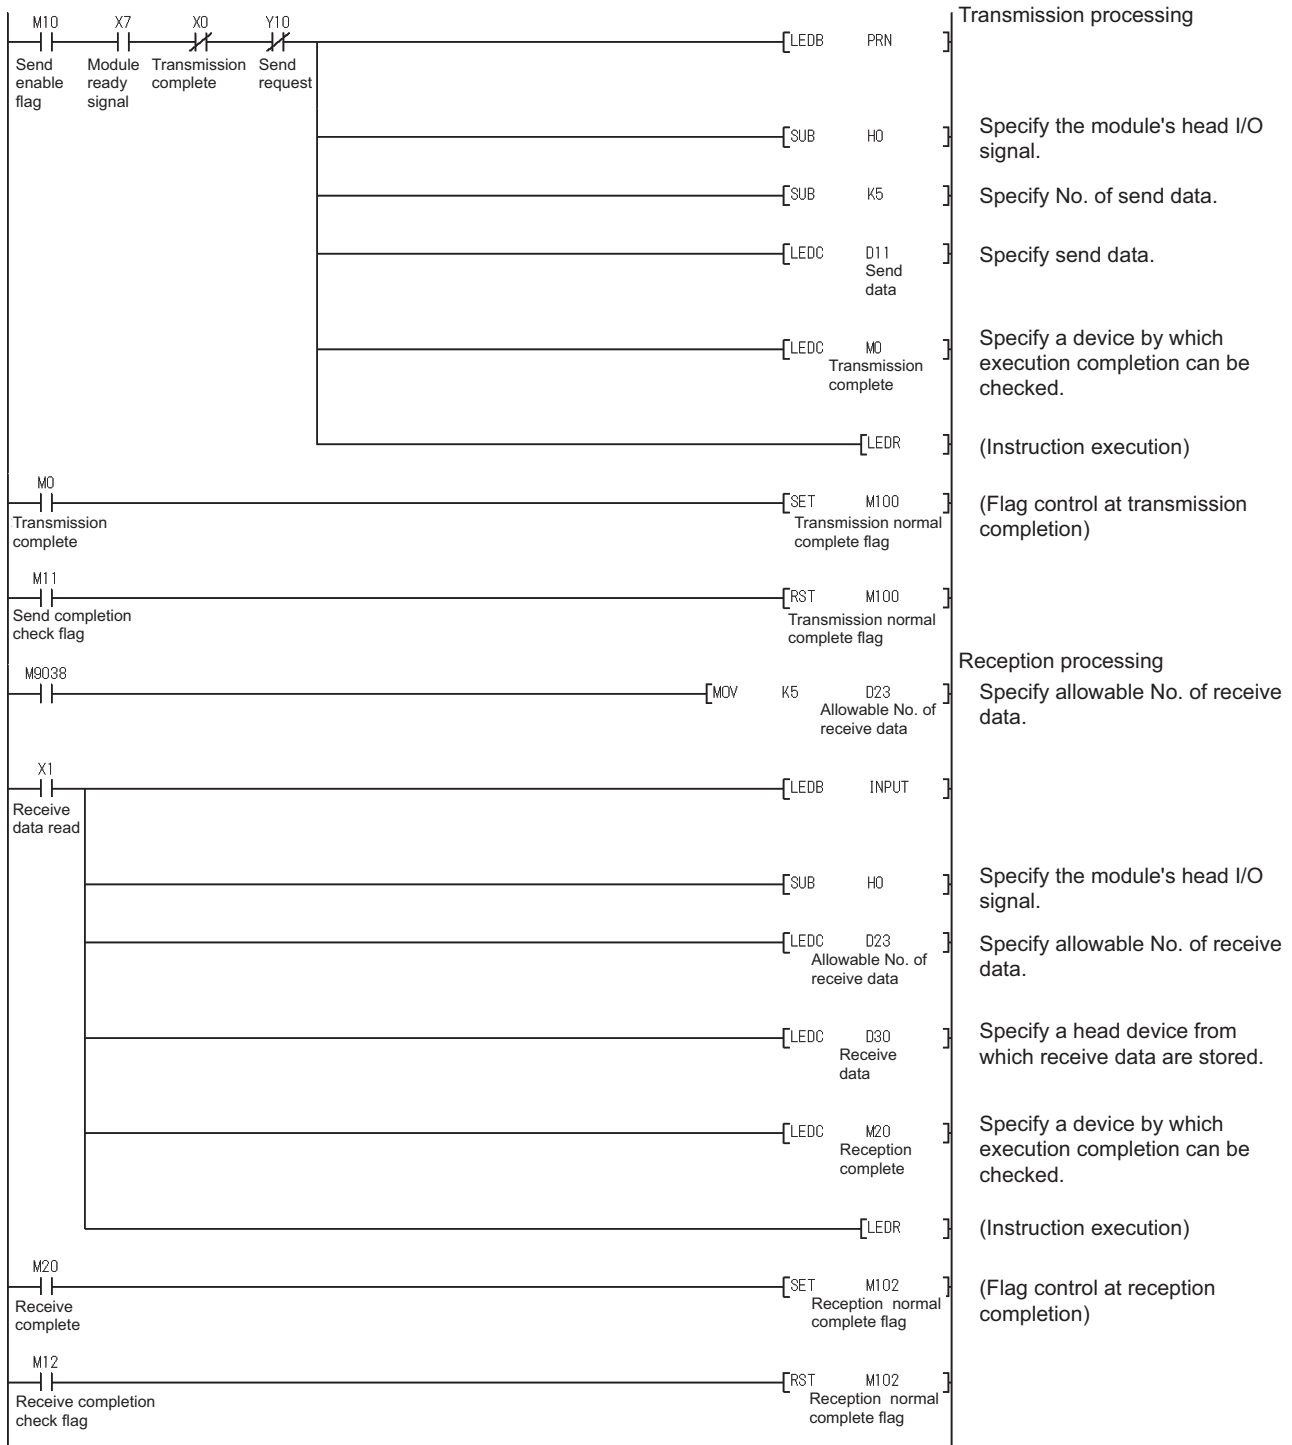 M10 X7 X0 Y10 Transmission processing
LEDB PRN
Send Module Transmission Send
enable ready complete request
flag signal
SUB H0 Specify the module's head I/O
signal.
SUB K5 Specify No. of send data.
LEDC D11 Specify send data.
Send
data
LEDC M0 Specify a device by which
Transmission execution completion can be
complete checked.
LEDR (Instruction execution)
M0
SET M100 (Flag control at transmission
Transmission Transmission normal completion)
complete complete flag
M11
RST M100
Send completion Transmission normal
check flag complete flag
Reception processing
M9038
MOV K5 D23 Specify allowable No. of receive
Allowable No. of data.
receive data
X1
LEDB INPUT
Receive
data read
SUB H0 Specify the module's head I/O
signal.
LEDC D23 Specify allowable No. of receive
Allowable No. of data.
receive data
LEDC D30 Specify a head device from
Receive which receive data are stored.
data
LEDC M20 Specify a device by which
Reception execution completion can be
complete checked.
LEDR (Instruction execution)
M20
SET M102 (Flag control at reception
Receive Reception normal completion)
complete complete flag
M12
RST M102
Receive completion Reception normal
check flag complete flag